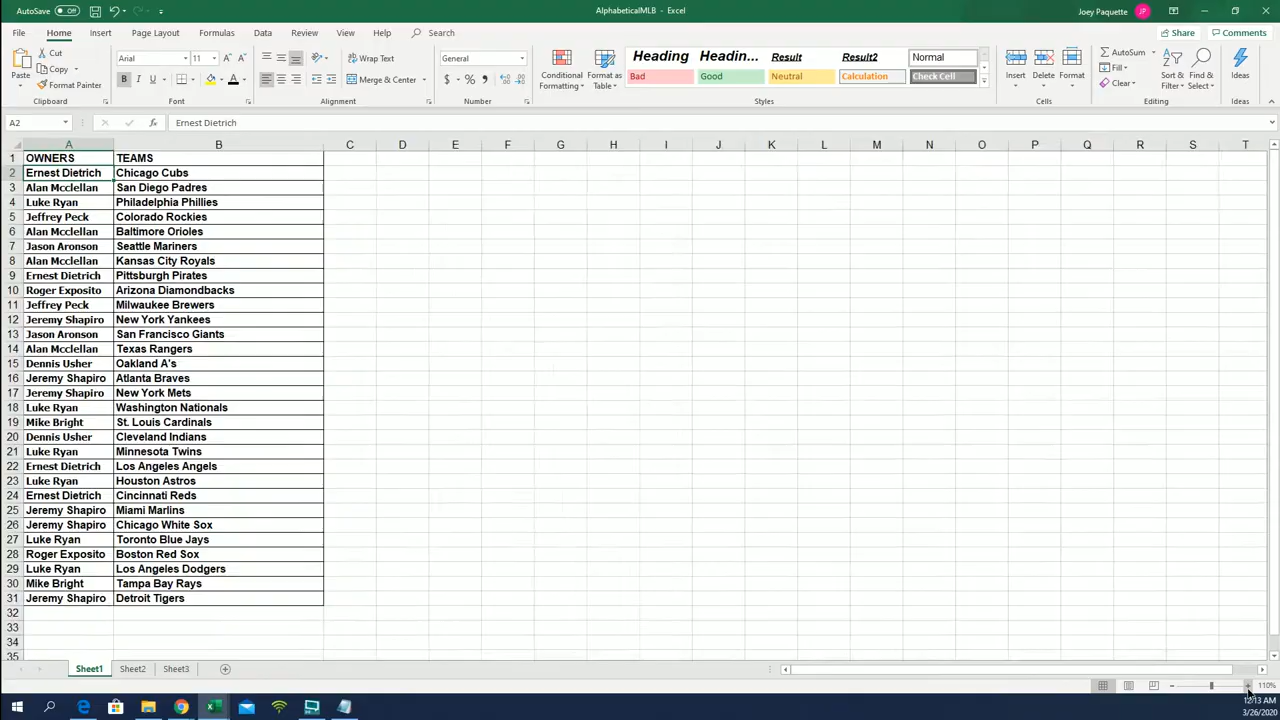 AutoSave Off AlphabeticalMLB - Excel Joey Paquette JP
File Home Insert Page Layout Formulas Data Review View Help Search Share Comments
Paste Cut Copy Format Painter Clipboard
Arial 11 A A B I U A Font
Wrap Text Merge & Center Alignment
General $ % , Number
Conditional Formatting Format as Table
Heading Headin... Result Result2 Normal
Bad Good Neutral Calculation Check Cell
Styles
Insert Delete Format Cells
AutoSum Fill Clear Sort & Filter Find & Select Editing
Ideas Ideas
A2 fx Ernest Dietrich
A B C D E F G H I J K L M N O P Q R S T
1 OWNERS TEAMS
2 Ernest Dietrich Chicago Cubs
3 Alan Mcclellan San Diego Padres
4 Luke Ryan Philadelphia Phillies
5 Jeffrey Peck Colorado Rockies
6 Alan Mcclellan Baltimore Orioles
7 Jason Aronson Seattle Mariners
8 Alan Mcclellan Kansas City Royals
9 Ernest Dietrich Pittsburgh Pirates
10 Roger Exposito Arizona Diamondbacks
11 Jeffrey Peck Milwaukee Brewers
12 Jeremy Shapiro New York Yankees
13 Jason Aronson San Francisco Giants
14 Alan Mcclellan Texas Rangers
15 Dennis Usher Oakland A's
16 Jeremy Shapiro Atlanta Braves
17 Jeremy Shapiro New York Mets
18 Luke Ryan Washington Nationals
19 Mike Bright St. Louis Cardinals
20 Dennis Usher Cleveland Indians
21 Luke Ryan Minnesota Twins
22 Ernest Dietrich Los Angeles Angels
23 Luke Ryan Houston Astros
24 Ernest Dietrich Cincinnati Reds
25 Jeremy Shapiro Miami Marlins
26 Jeremy Shapiro Chicago White Sox
27 Luke Ryan Toronto Blue Jays
28 Roger Exposito Boston Red Sox
29 Luke Ryan Los Angeles Dodgers
30 Mike Bright Tampa Bay Rays
31 Jeremy Shapiro Detroit Tigers
32
33
34
35
Sheet1 Sheet2 Sheet3
110%
12:13 AM
3/26/2020